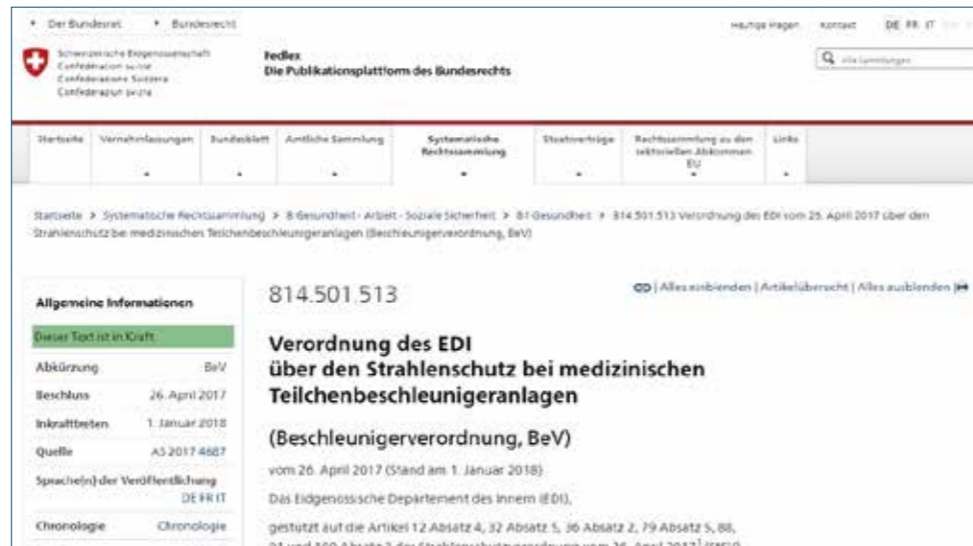 Der Bundesrat Bundesrecht
Häufige Fragen Kontakt DE FR IT
Schweizerische Eidgenossenschaft
Confédération suisse
Confederazione Svizzera
Confederaziun svizra
Fedlex
Die Publikationsplattform des Bundesrechts
Alle Sammlungen
Startseite Vernehmlassungen Bundesblatt Amtliche Sammlung Systematische Rechtssammlung Staatsverträge Rechtssammlung zu den sektoriellen Abkommen EU Links
Startseite > Systematische Rechtssammlung > 8 Gesundheit - Arbeit - Soziale Sicherheit > 81 Gesundheit > 814.501.513 Verordnung des EDI vom 26. April 2017 über den
Strahlenschutz bei medizinischen Teilchenbeschleunigeranlagen (Beschleunigerverordnung, BeV)
Allgemeine Informationen
Dieser Text ist in Kraft
Abkürzung BeV
Beschluss 26. April 2017
Inkrafttreten 1. Januar 2018
Quelle AS 2017 4687
Sprache(n) der Veröffentlichung
DE FR IT
Chronologie Chronologie
814.501.513
| Alles einblenden | Artikelübersicht | Alles ausblenden |
Verordnung des EDI
über den Strahlenschutz bei medizinischen
Teilchenbeschleunigeranlagen
(Beschleunigerverordnung, BeV)
vom 26. April 2017 (Stand am 1. Januar 2018)
Das Eidgenössische Departement des Innern (EDI),
gestützt auf die Artikel 12 Absatz 4, 32 Absatz 5, 36 Absatz 2, 79 Absatz 5, 88,